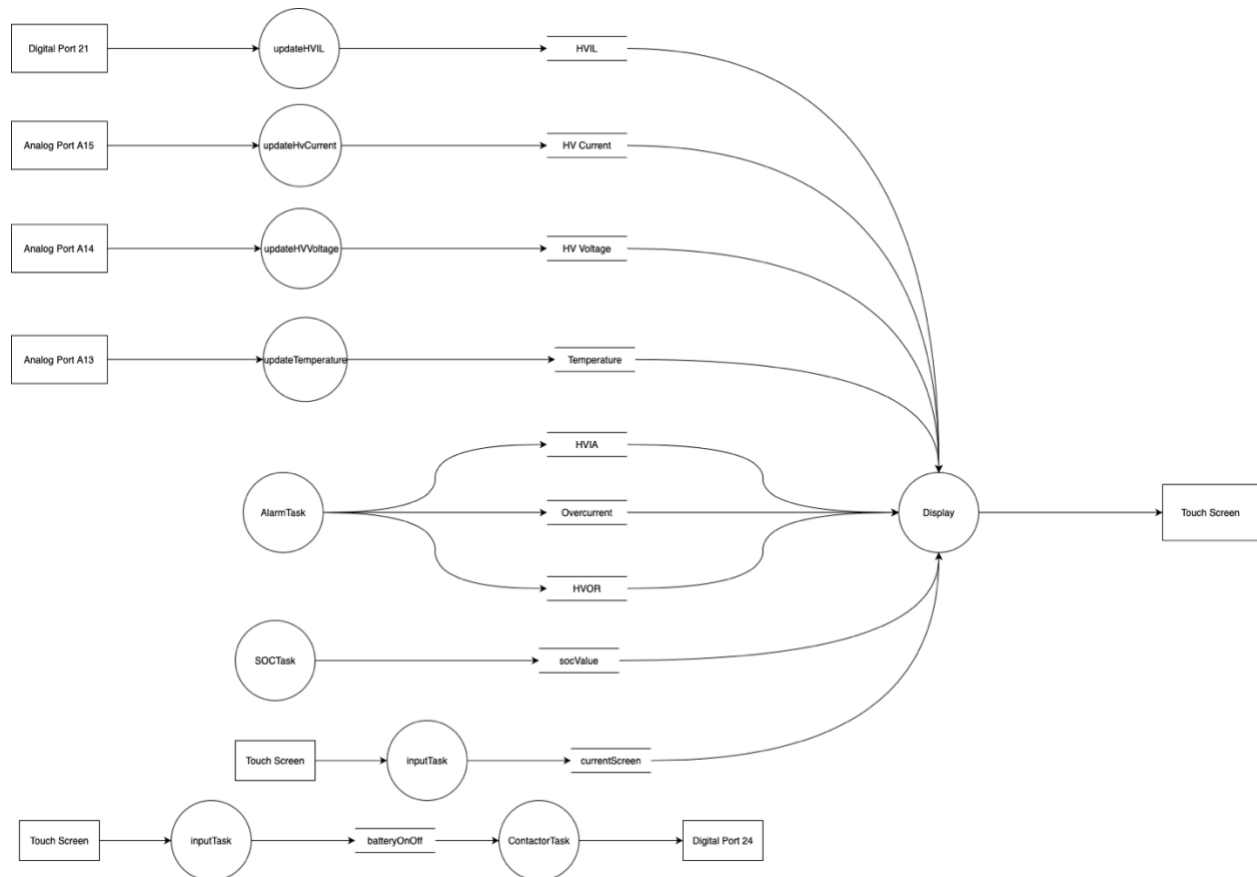 Digital Port 21
updateHVIL
HVIL
Analog Port A15
updateHvCurrent
HV Current
Analog Port A14
updateHVVoltage
HV Voltage
Analog Port A13
updateTemperature
Temperature
HVIA
AlarmTask
Overcurrent
Display
Touch Screen
HVOR
SOCTask
socValue
Touch Screen
inputTask
currentScreen
Touch Screen
inputTask
batteryOnOff
ContactorTask
Digital Port 24